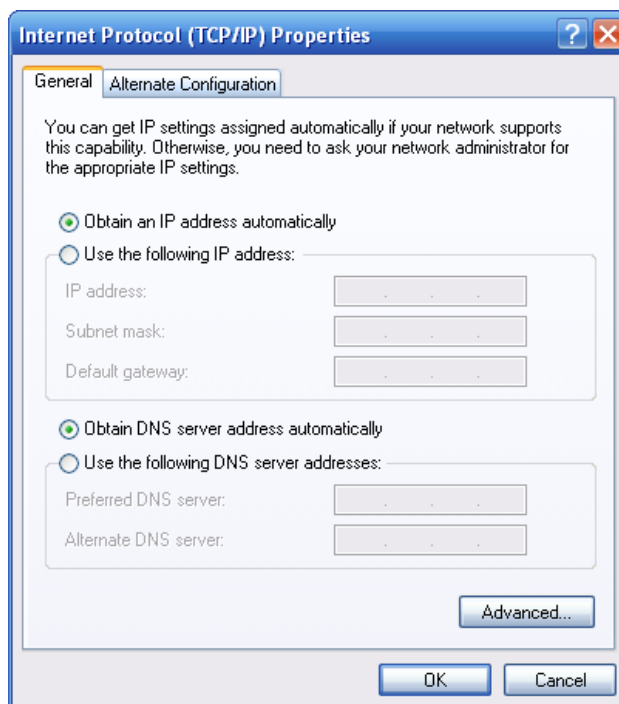 Internet Protocol (TCP/IP) Properties
General
Alternate Configuration
You can get IP settings assigned automatically if your network supports
this capability. Otherwise, you need to ask your network administrator for
the appropriate IP settings.
Obtain an IP address automatically
Use the following IP address:
IP address:
Subnet mask:
Default gateway:
Obtain DNS server address automatically
Use the following DNS server addresses:
Preferred DNS server:
Alternate DNS server:
Advanced...
OK
Cancel